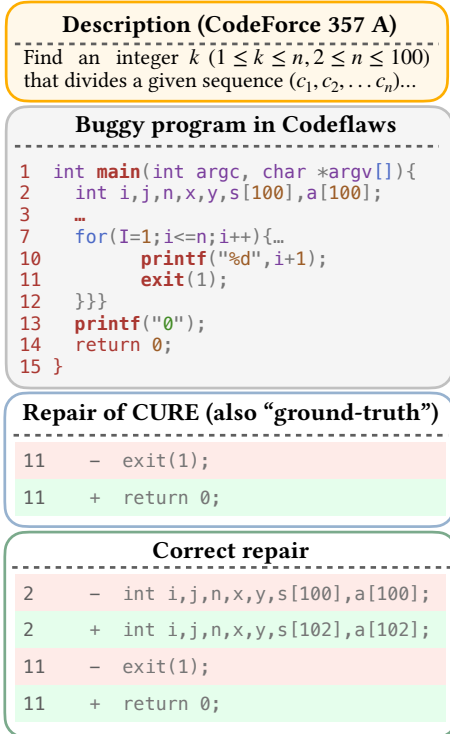 Description (CodeForce 357 A)
Find an integer k (1 ≤ k ≤ n, 2 ≤ n ≤ 100)
that divides a given sequence (c₁, c₂, . . . cₙ)...
Buggy program in Codeflaws
1 int main(int argc, char *argv[]){
2 int i,j,n,x,y,s[100],a[100];
3 …
7 for(I=1;i<=n;i++){…
10 printf("%d",i+1);
11 exit(1);
12 }}}
13 printf("0");
14 return 0;
15 }
Repair of CURE (also “ground-truth”)
11 - exit(1);
11 + return 0;
Correct repair
2 - int i,j,n,x,y,s[100],a[100];
2 + int i,j,n,x,y,s[102],a[102];
11 - exit(1);
11 + return 0;